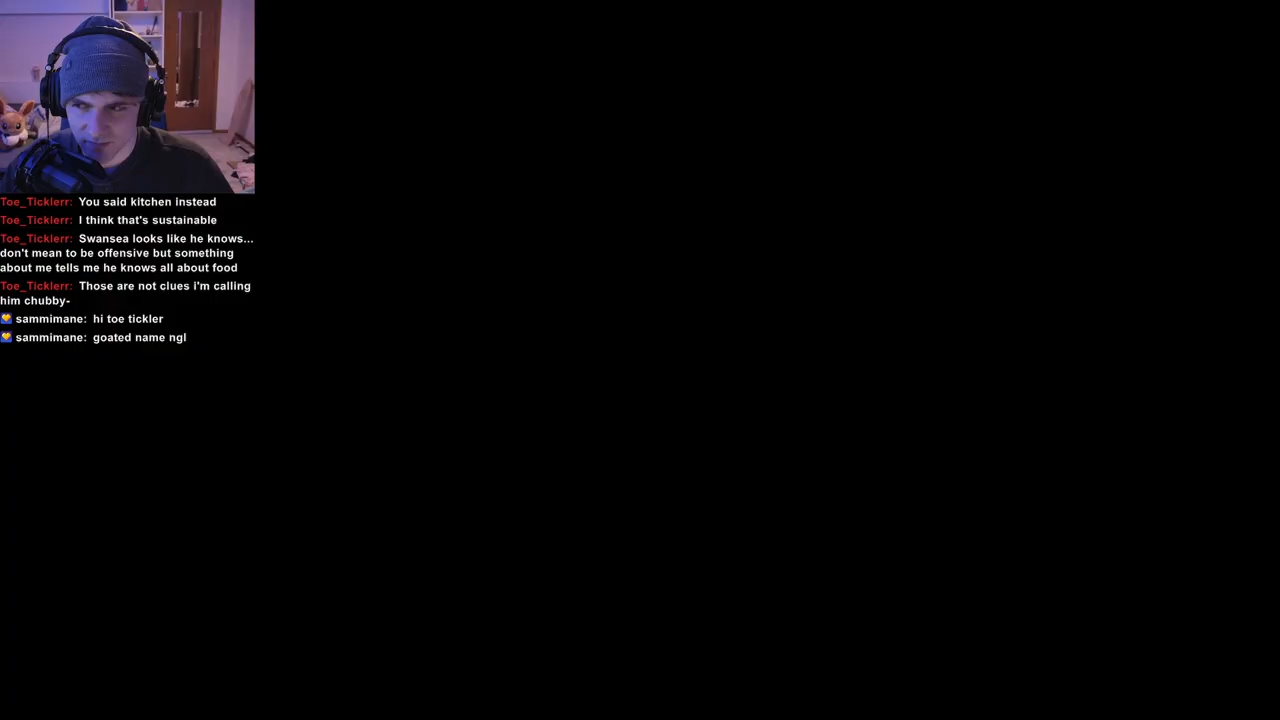 Toe_Ticklerr: You said kitchen instead
Toe_Ticklerr: I think that's sustainable
Toe_Ticklerr: Swansea looks like he knows...
don't mean to be offensive but something
about me tells me he knows all about food
Toe_Ticklerr: Those are not clues i'm calling
him chubby-
sammimane: hi toe tickler
sammimane: goated name ngl